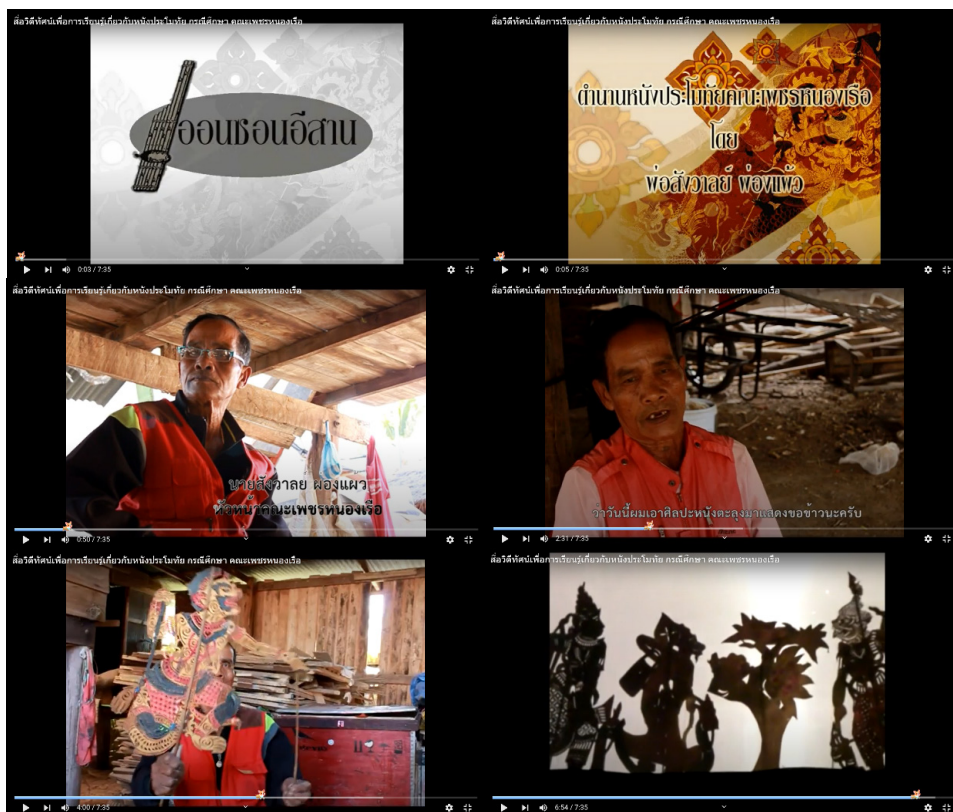 สื่อวิดีทัศน์เพื่อการเรียนรู้เกี่ยวกับหนังประโมทัย กรณีศึกษา คณะเพชรหนองเรือ
ออนซอนอีสาน
0:03 / 7:35
สื่อวิดีทัศน์เพื่อการเรียนรู้เกี่ยวกับหนังประโมทัย กรณีศึกษา คณะเพชรหนองเรือ
ตำนานหนังประโมทัยคณะเพชรหนองเรือ
โดย
พ่อสังวาลย์ ผ่องแผ้ว
0:05 / 7:35
สื่อวิดีทัศน์เพื่อการเรียนรู้เกี่ยวกับหนังประโมทัย กรณีศึกษา คณะเพชรหนองเรือ
นายสังวาลย ผองแผว
หัวหน้าคณะเพชรหนองเรือ
0:50 / 7:35
สื่อวิดีทัศน์เพื่อการเรียนรู้เกี่ยวกับหนังประโมทัย กรณีศึกษา คณะเพชรหนองเรือ
ว่าวันนี้ผมเอาศิลปะหนังตะลุงมาแสดงขอข่าวนะครับ
2:31 / 7:35
สื่อวิดีทัศน์เพื่อการเรียนรู้เกี่ยวกับหนังประโมทัย กรณีศึกษา คณะเพชรหนองเรือ
4:00 / 7:35
สื่อวิดีทัศน์เพื่อการเรียนรู้เกี่ยวกับหนังประโมทัย กรณีศึกษา คณะเพชรหนองเรือ
6:54 / 7:35